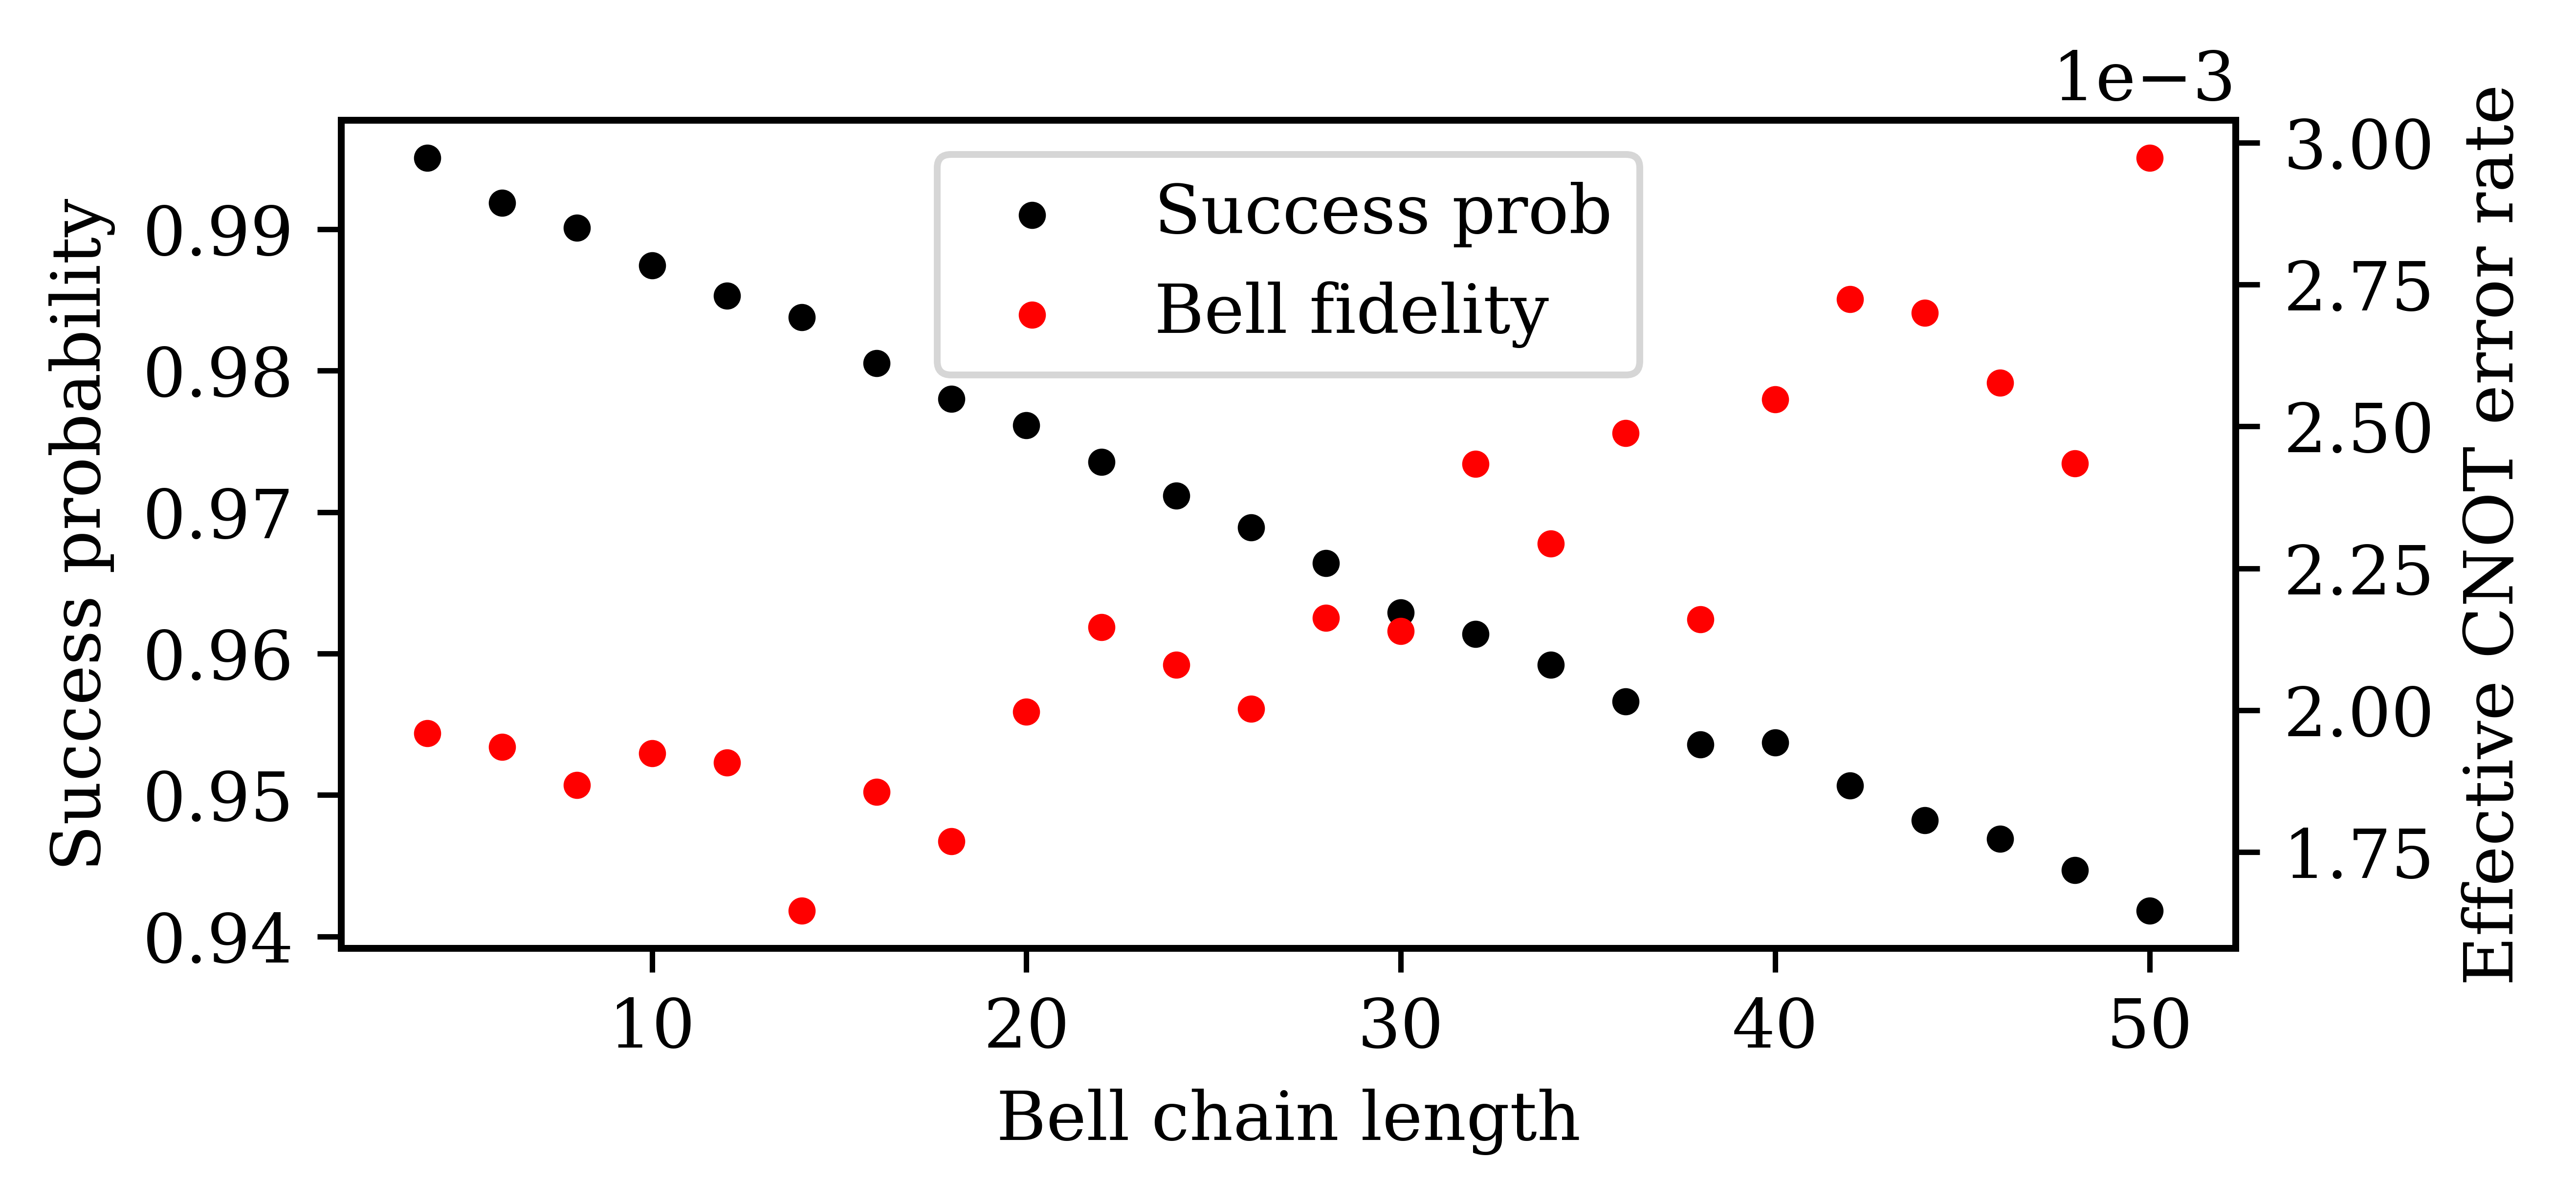 1e−3
Success probability
0.99
0.98
0.97
0.96
0.95
0.94
Success prob
Bell fidelity
3.00
2.75
2.50
2.25
2.00
1.75
Effective CNOT error rate
10 20 30 40 50
Bell chain length